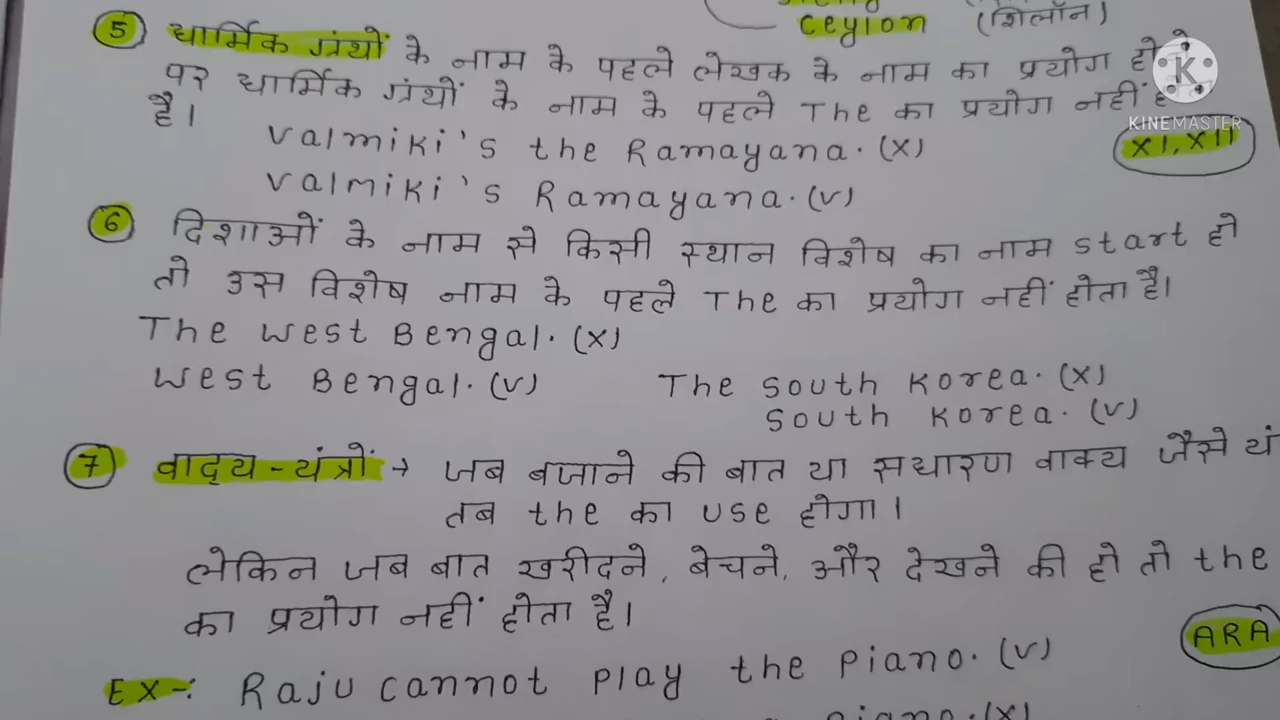 Ceylon (शिलॉन)
5 धार्मिक ग्रंथों के नाम के पहले लेखक के नाम का प्रयोग होने
पर धार्मिक ग्रंथों के नाम के पहले The का प्रयोग नहीं
है।
K
KINEMASTER
XI, XII
Valmiki's the Ramayana. (X)
Valmiki's Ramayana. (V)
6 दिशाओं के नाम से किसी स्थान विशेष का नाम start हो
तो उस विशेष नाम के पहले The का प्रयोग नहीं होता है।
The West Bengal. (X)
West Bengal. (V) The South Korea. (X)
South Korea. (V)
7 वाद्य-यंत्रों → जब बजाने की बात या सधारण वाक्य जैसे यं
तब the का use होगा।
लेकिन जब बात खरीदने, बेचने, और देखने की हो तो the
का प्रयोग नहीं होता है।
ARA
EX-: Raju cannot play the piano. (V)
piano. (X)